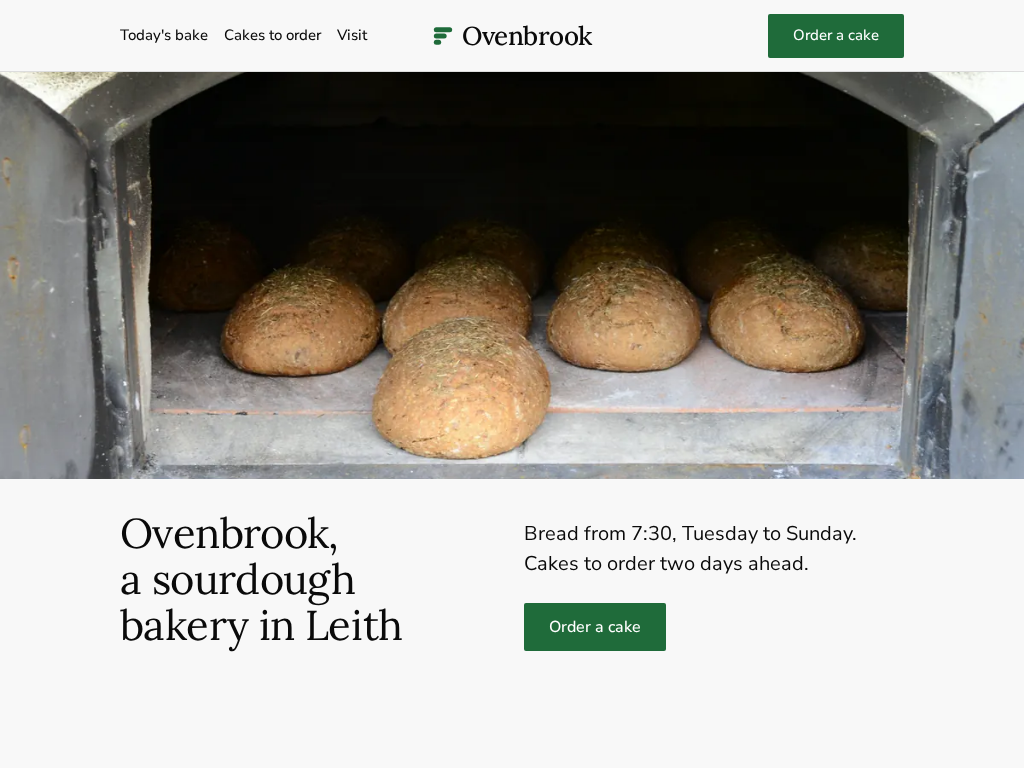 Today's bake Cakes to order Visit
Ovenbrook
Order a cake
Ovenbrook,
a sourdough
bakery in Leith
Bread from 7:30, Tuesday to Sunday.
Cakes to order two days ahead.
Order a cake